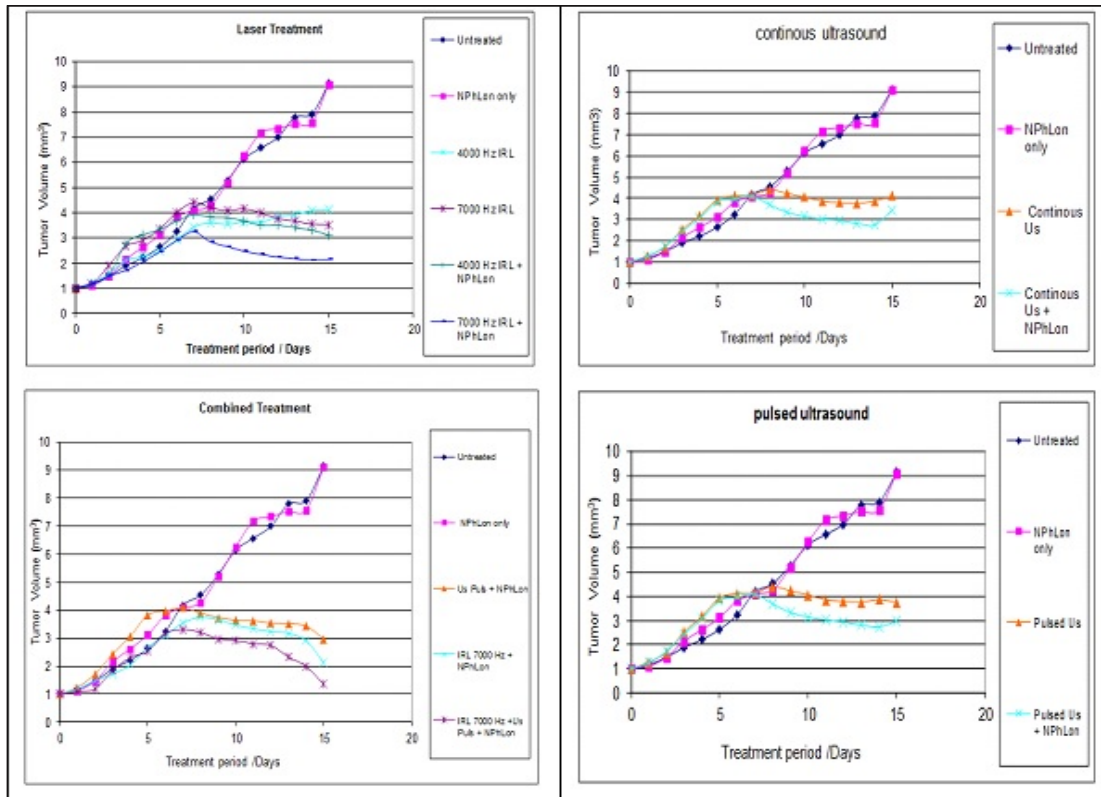 Laser Treatment
Tumor Volume (mm³)
10
9
8
7
6
5
4
3
2
1
0
0 5 10 15 20
Treatment period / Days
Untreated
NPhLon only
4000 Hz IRL
7000 Hz IRL
4000 Hz IRL +
NPhLon
7000 Hz IRL +
NPhLon
continous ultrasound
Tumor Volume (mm3)
10
9
8
7
6
5
4
3
2
1
0
0 5 10 15 20
Treatment period /Days
Untreated
NPhLon
only
Continous
Us
Continous
Us +
NPhLon
Combined Treatment
Tumor Volume (mm³)
10
9
8
7
6
5
4
3
2
1
0
0 5 10 15 20
Treatment period /Days
Untreated
NPhLon only
Us Puls + NPhLon
IRL 7000 Hz +
NPhLon
IRL 7000 Hz +Us
Puls + NPhLon
pulsed ultrasound
Tumor Volume (mm³)
10
9
8
7
6
5
4
3
2
1
0
0 5 10 15 20
Treatment period /Days
Untreated
NPhLon
only
Pulsed Us
Pulsed Us
+ NPhLon